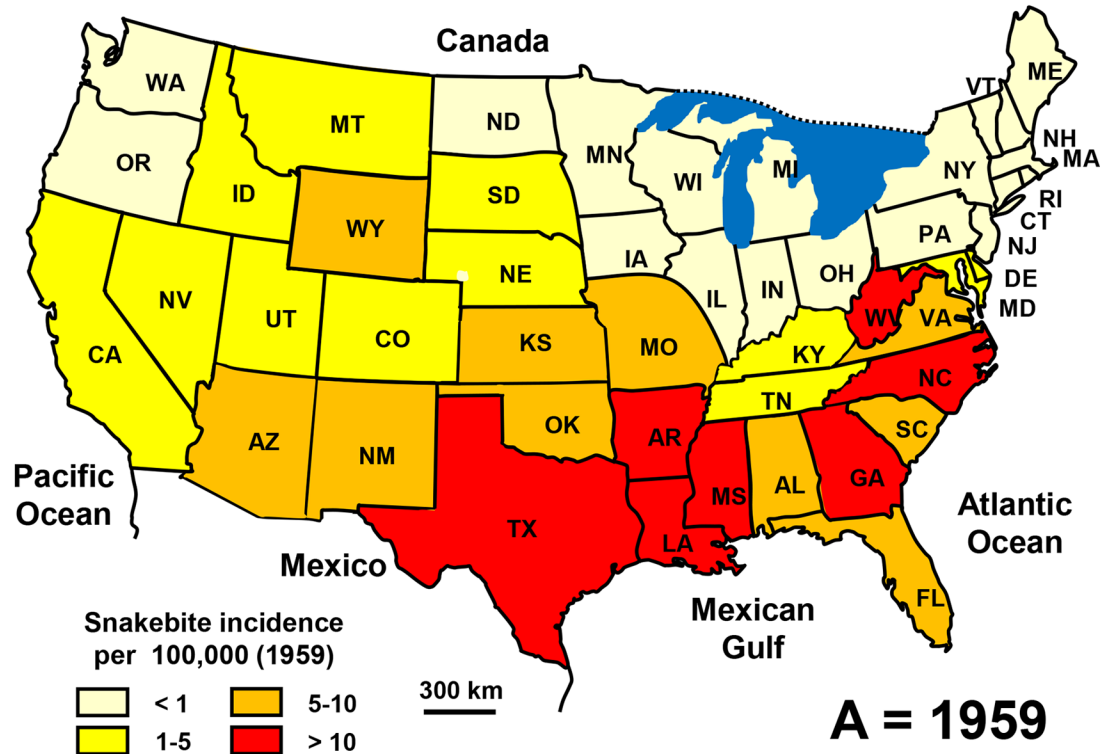 Canada
WA
ME
VT
MT
ND
NH
MA
OR
MN
NY
WI
MI
ID
SD
RI
CT
WY
PA
NJ
IA
NE
OH
DE
NV
IL
IN
MD
UT
WV
VA
CO
KS
MO
KY
CA
NC
TN
OK
SC
AZ
AR
NM
GA
Pacific
Ocean
MS
AL
Atlantic
Ocean
TX
LA
Mexico
FL
Mexican
Gulf
Snakebite incidence
per 100,000 (1959)
300 km
< 1
5-10
1-5
> 10
A = 1959